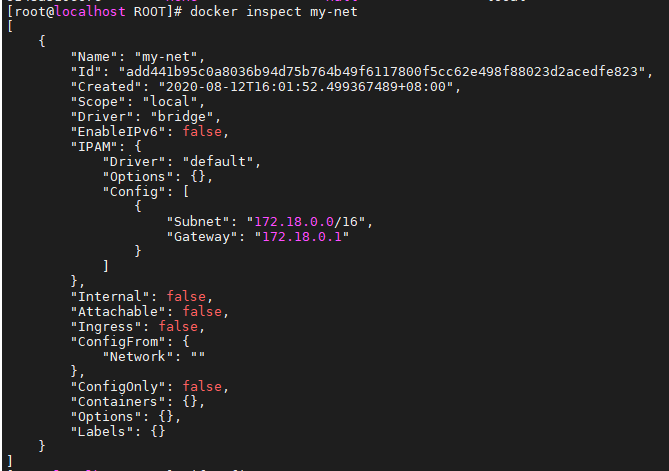 [root@localhost ROOT]# docker inspect my-net
[
    {
        "Name": "my-net",
        "Id": "add441b95c0a8036b94d75b764b49f6117800f5cc62e498f88023d2acedfe823",
        "Created": "2020-08-12T16:01:52.499367489+08:00",
        "Scope": "local",
        "Driver": "bridge",
        "EnableIPv6": false,
        "IPAM": {
            "Driver": "default",
            "Options": {},
            "Config": [
                {
                    "Subnet": "172.18.0.0/16",
                    "Gateway": "172.18.0.1"
                }
            ]
        },
        "Internal": false,
        "Attachable": false,
        "Ingress": false,
        "ConfigFrom": {
            "Network": ""
        },
        "ConfigOnly": false,
        "Containers": {},
        "Options": {},
        "Labels": {}
    }
]